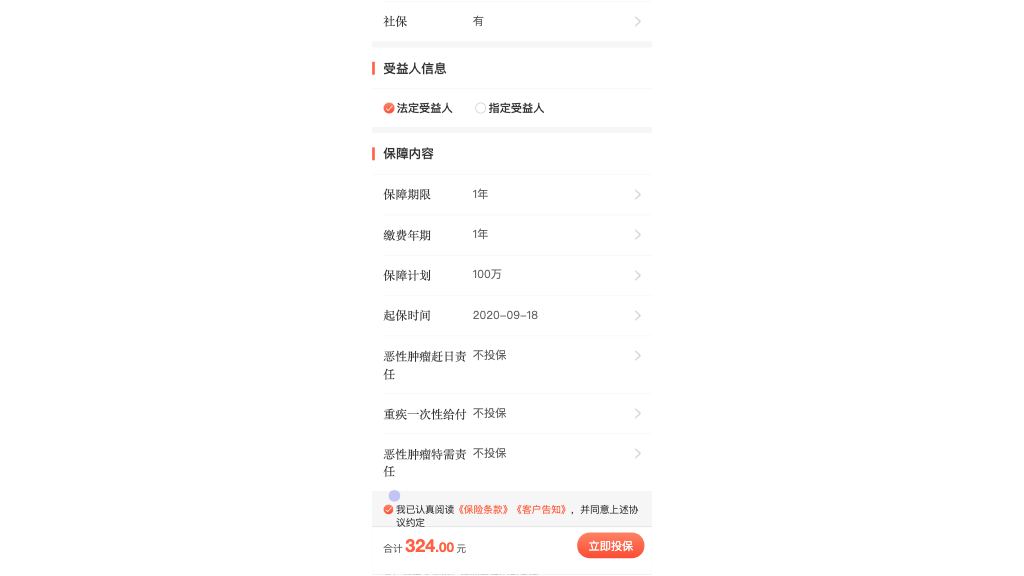 社保 有
受益人信息
法定受益人 指定受益人
保障内容
保障期限 1年
缴费年期 1年
保障计划 100万
起保时间 2020-09-18
恶性肿瘤赶日责 不投保
任
重疾一次性给付 不投保
恶性肿瘤特需责 不投保
任
我已认真阅读《保险条款》《客户告知》，并同意上述协
议约定
合计 324.00 元 立即投保